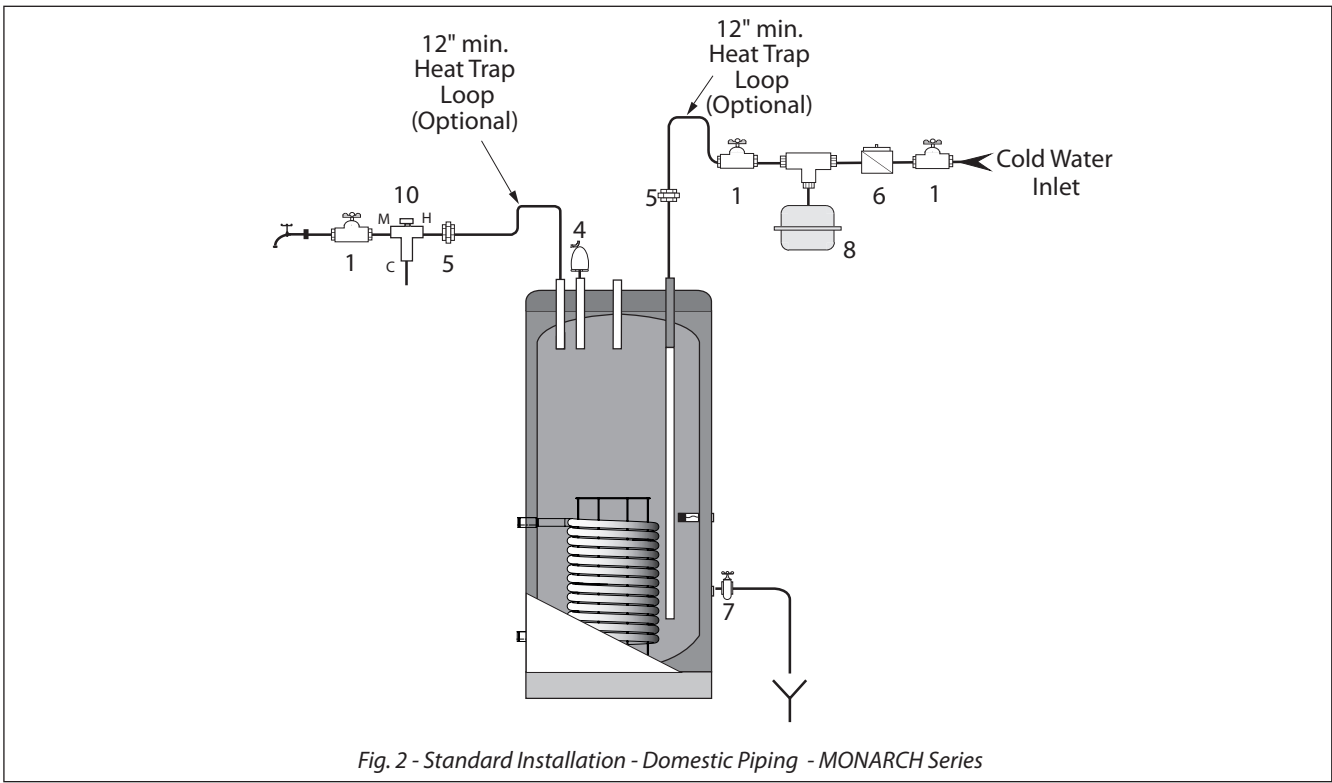 12" min.
Heat Trap
Loop
(Optional)
12" min.
Heat Trap
Loop
(Optional)
Cold Water
Inlet
1
6
1
5
8
10
M
H
C
1
5
4
7
Fig. 2 - Standard Installation - Domestic Piping - MONARCH Series